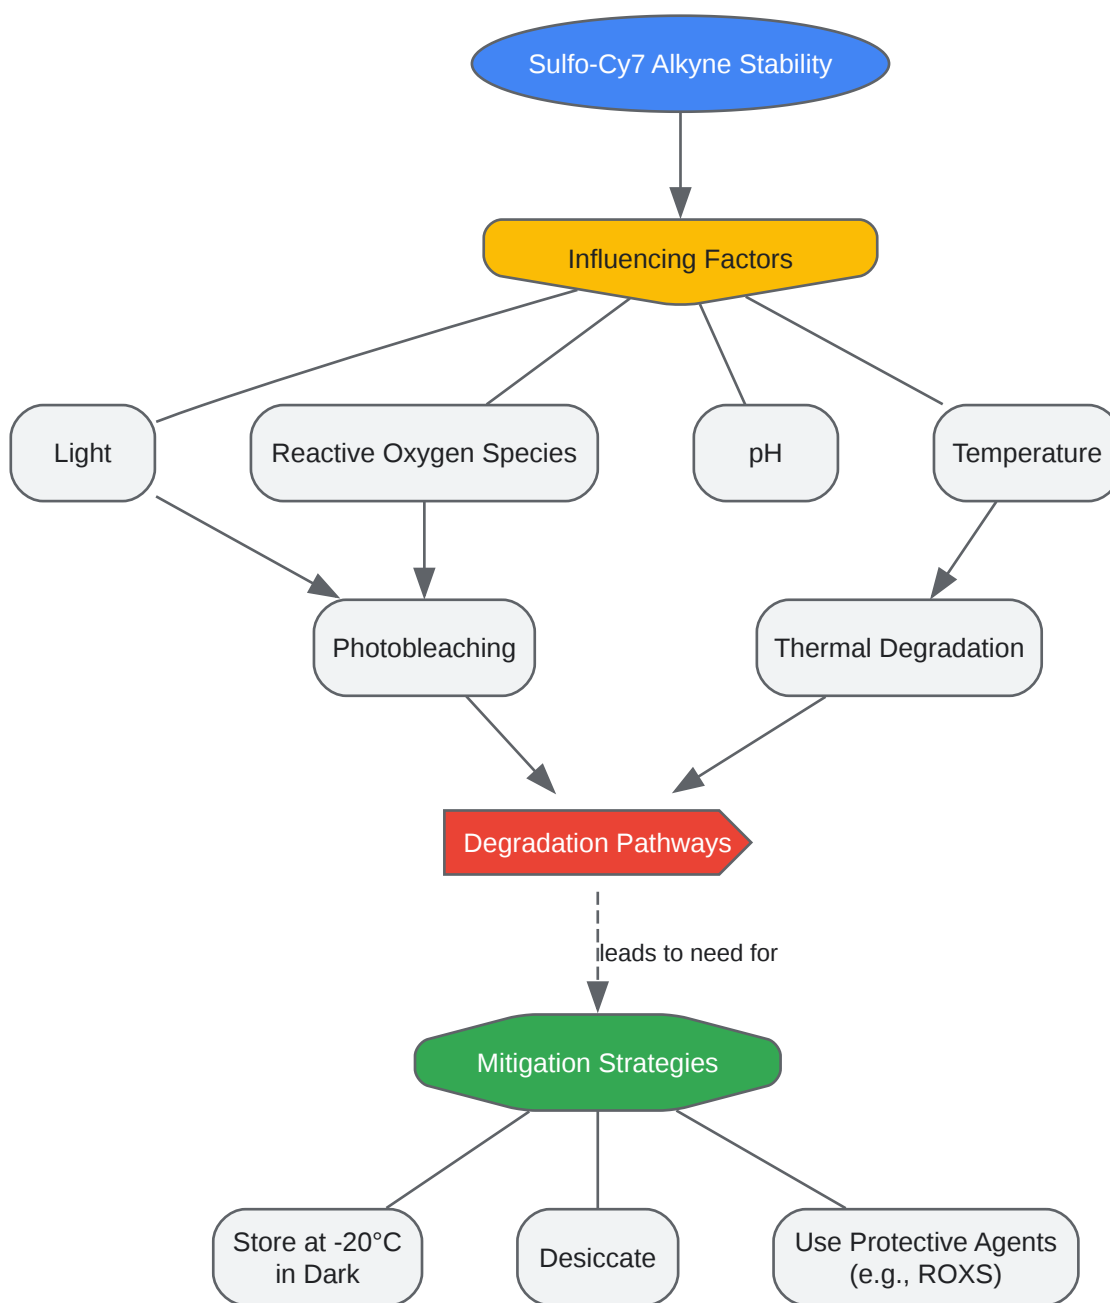 Sulfo-Cy7 Alkyne Stability
Influencing Factors
Light
Reactive Oxygen Species
pH
Temperature
Photobleaching
Thermal Degradation
Degradation Pathways
leads to need for
Mitigation Strategies
Store at -20°C
in Dark
Desiccate
Use Protective Agents
(e.g., ROXS)